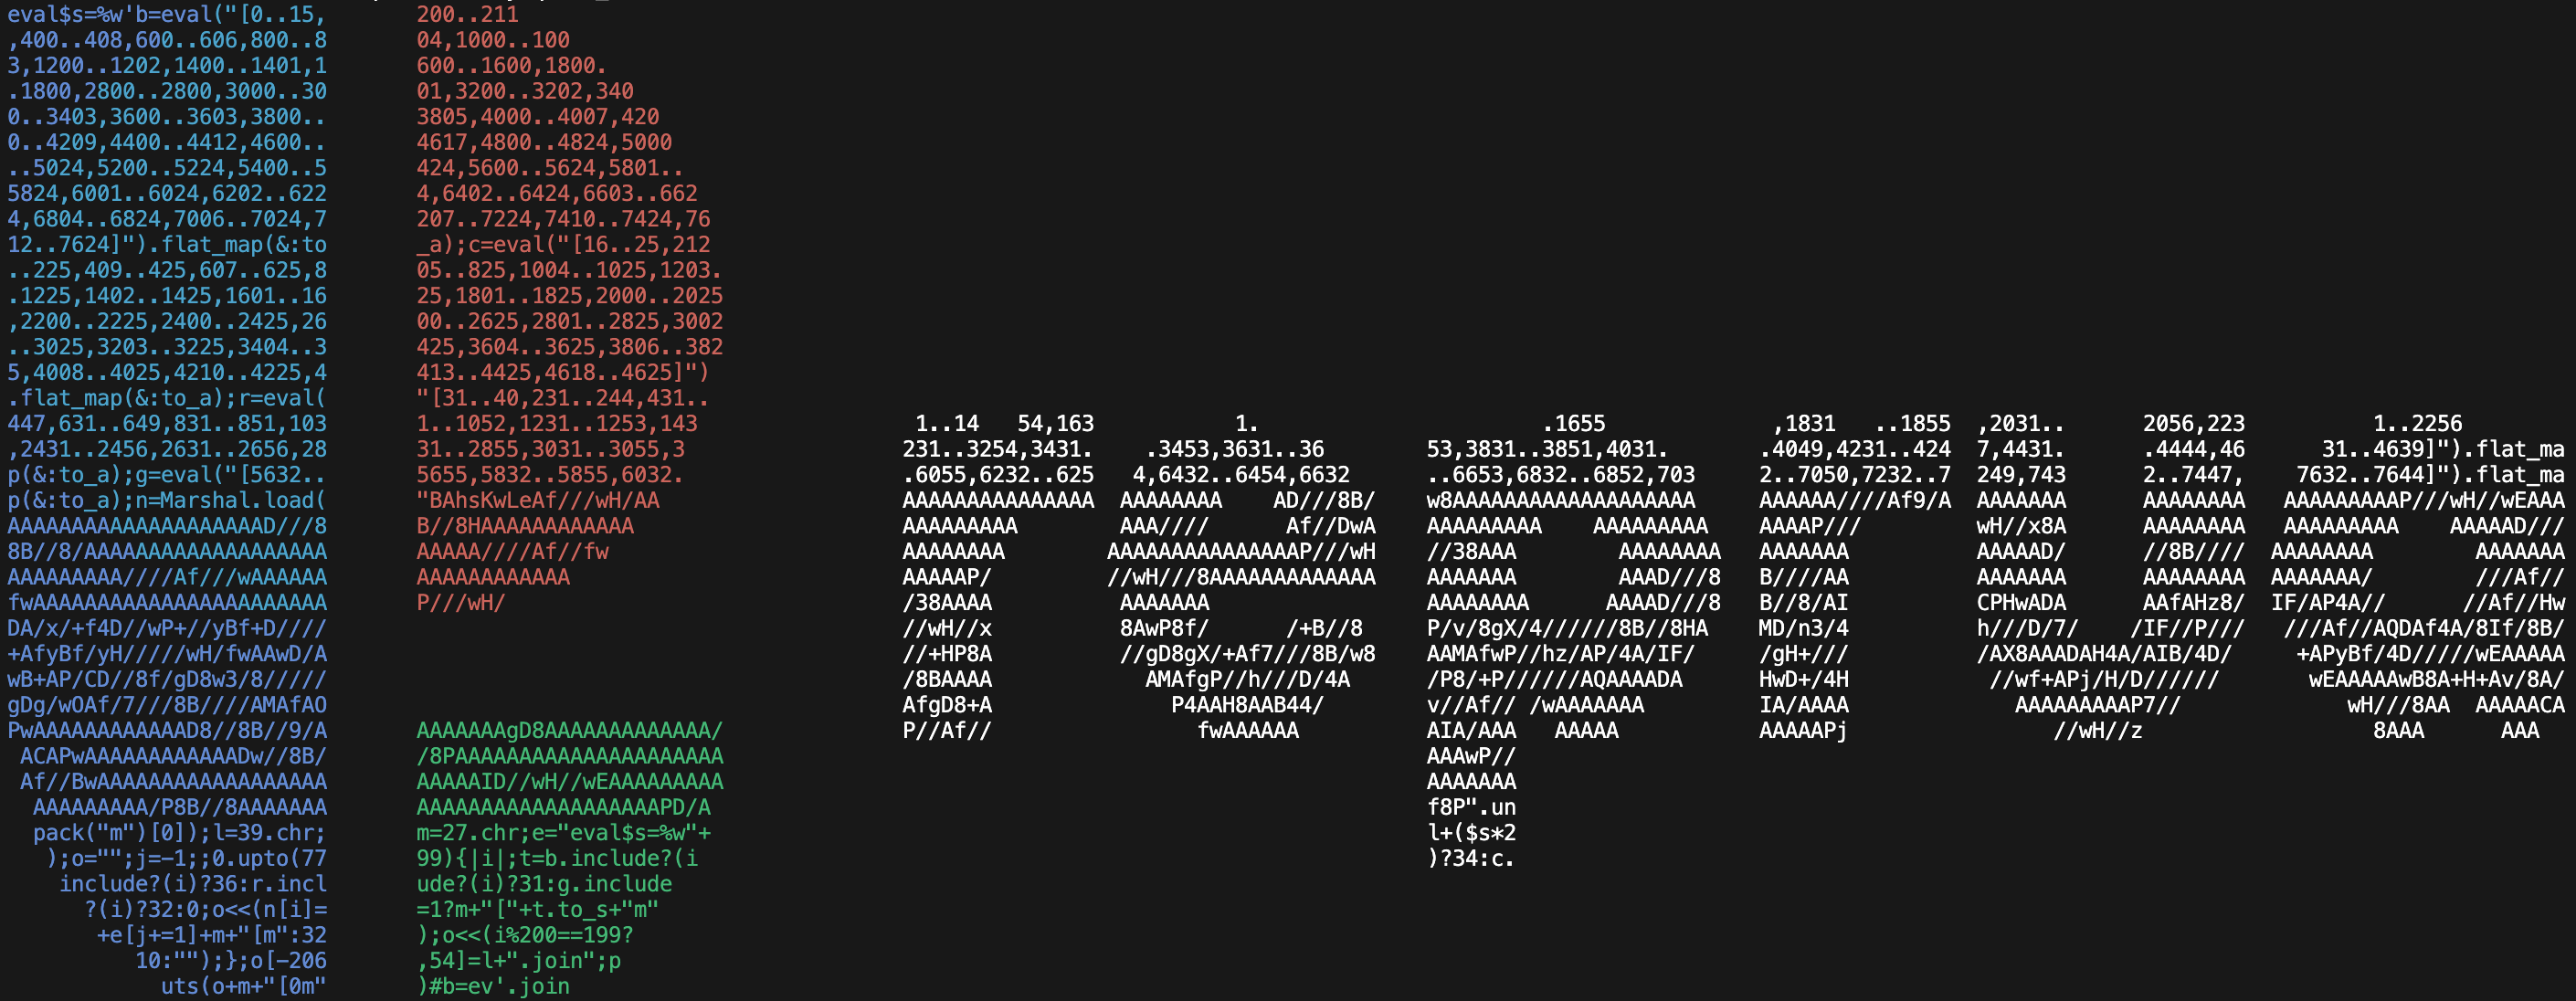 eval$s=%w'b=eval("[0..15,       200..211
,400..408,600..606,800..8       04,1000..100
3,1200..1202,1400..1401,1       600..1600,1800.
.1800,2800..2800,3000..30       01,3200..3202,340
0..3403,3600..3603,3800..       3805,4000..4007,420
0..4209,4400..4412,4600..       4617,4800..4824,5000
..5024,5200..5224,5400..5       424,5600..5624,5801..
5824,6001..6024,6202..622       4,6402..6424,6603..662
4,6804..6824,7006..7024,7       207..7224,7410..7424,76
12..7624]").flat_map(&:to       _a);c=eval("[16..25,212
..225,409..425,607..625,8       05..825,1004..1025,1203.
.1225,1402..1425,1601..16       25,1801..1825,2000..2025
,2200..2225,2400..2425,26       00..2625,2801..2825,3002
..3025,3203..3225,3404..3       425,3604..3625,3806..382
5,4008..4025,4210..4225,4       413..4425,4618..4625]")
.flat_map(&:to_a);r=eval(       "[31..40,231..244,431..
447,631..649,831..851,103       1..1052,1231..1253,143                1..14   54,163           1.                      .1655             ,1831   ..1855  ,2031..      2056,223          1..2256
,2431..2456,2631..2656,28       31..2855,3031..3055,3                231..3254,3431.    .3453,3631..36        53,3831..3851,4031.        .4049,4231..424  7,4431.      .4444,46      31..4639]").flat_ma
p(&:to_a);g=eval("[5632..       5655,5832..5855,6032.                .6055,6232..625   4,6432..6454,6632      ..6653,6832..6852,703     2..7050,7232..7  249,743      2..7447,    7632..7644]").flat_ma
p(&:to_a);n=Marshal.load(       "BAhsKwLeAf///wH/AA                  AAAAAAAAAAAAAAA  AAAAAAAA    AD///8B/    w8AAAAAAAAAAAAAAAAAAA     AAAAAA////Af9/A  AAAAAAA      AAAAAAAA   AAAAAAAAAP///wH//wEAAA
AAAAAAAAAAAAAAAAAAAAD///8       B//8HAAAAAAAAAAAA                    AAAAAAAAA        AAA////      Af//DwA    AAAAAAAAA    AAAAAAAAA    AAAAP///         wH//x8A      AAAAAAAA   AAAAAAAAA    AAAAAD///
8B//8/AAAAAAAAAAAAAAAAAAA       AAAAA////Af//fw                      AAAAAAAA        AAAAAAAAAAAAAAAP///wH    //38AAA        AAAAAAAA   AAAAAAA          AAAAAD/      //8B////  AAAAAAAA        AAAAAAA
AAAAAAAAA////Af///wAAAAAA       AAAAAAAAAAAA                         AAAAAP/         //wH///8AAAAAAAAAAAAA    AAAAAAA        AAAD///8   B////AA          AAAAAAA      AAAAAAAA  AAAAAAA/        ///Af//
fwAAAAAAAAAAAAAAAAAAAAAAA       P///wH/                              /38AAAA          AAAAAAA                 AAAAAAAA      AAAAD///8   B//8/AI          CPHwADA      AAfAHz8/  IF/AP4A//      //Af//Hw
DA/x/+f4D//wP+//yBf+D////                                            //wH//x          8AwP8f/      /+B//8     P/v/8gX/4//////8B//8HA    MD/n3/4          h///D/7/    /IF//P///   ///Af//AQDAf4A/8If/8B/
+AfyBf/yH/////wH/fwAAwD/A                                            //+HP8A          //gD8gX/+Af7///8B/w8    AAMAfwP//hz/AP/4A/IF/     /gH+///          /AX8AAADAH4A/AIB/4D/     +APyBf/4D/////wEAAAAA
wB+AP/CD//8f/gD8w3/8/////                                            /8BAAAA            AMAfgP//h///D/4A      /P8/+P//////AQAAAADA      HwD+/4H           //wf+APj/H/D//////       wEAAAAAwB8A+H+Av/8A/
gDg/wOAf/7///8B////AMAfAO                                            AfgD8+A              P4AAH8AAB44/        v//Af// /wAAAAAAA         IA/AAAA             AAAAAAAAAP7//             wH///8AA  AAAAACA
PwAAAAAAAAAAAAD8//8B//9/A       AAAAAAAgD8AAAAAAAAAAAAA/             P//Af//                fwAAAAAA          AIA/AAA   AAAAA           AAAAAPj                //wH//z                  8AAA      AAA
ACAPwAAAAAAAAAAAADw//8B/        /8PAAAAAAAAAAAAAAAAAAAAA                                                      AAAwP//
Af//BwAAAAAAAAAAAAAAAAAA        AAAAAID//wH//wEAAAAAAAAA                                                      AAAAAAA
AAAAAAAAA/P8B//8AAAAAAA         AAAAAAAAAAAAAAAAAAAPD/A                                                       f8P".un
pack("m")[0]);l=39.chr;         m=27.chr;e="eval$s=%w"+                                                       l+($s*2
);o="";j=-1;;0.upto(77          99){|i|;t=b.include?(i                                                        )?34:c.
include?(i)?36:r.incl           ude?(i)?31:g.include
?(i)?32:0;o<<(n[i]=             =1?m+"["+t.to_s+"m"
+e[j+=1]+m+"[m":32              );o<<(i%200==199?
10:"");};o[-206                 ,54]=l+".join";p
uts(o+m+"[0m"                   )#b=ev'.join